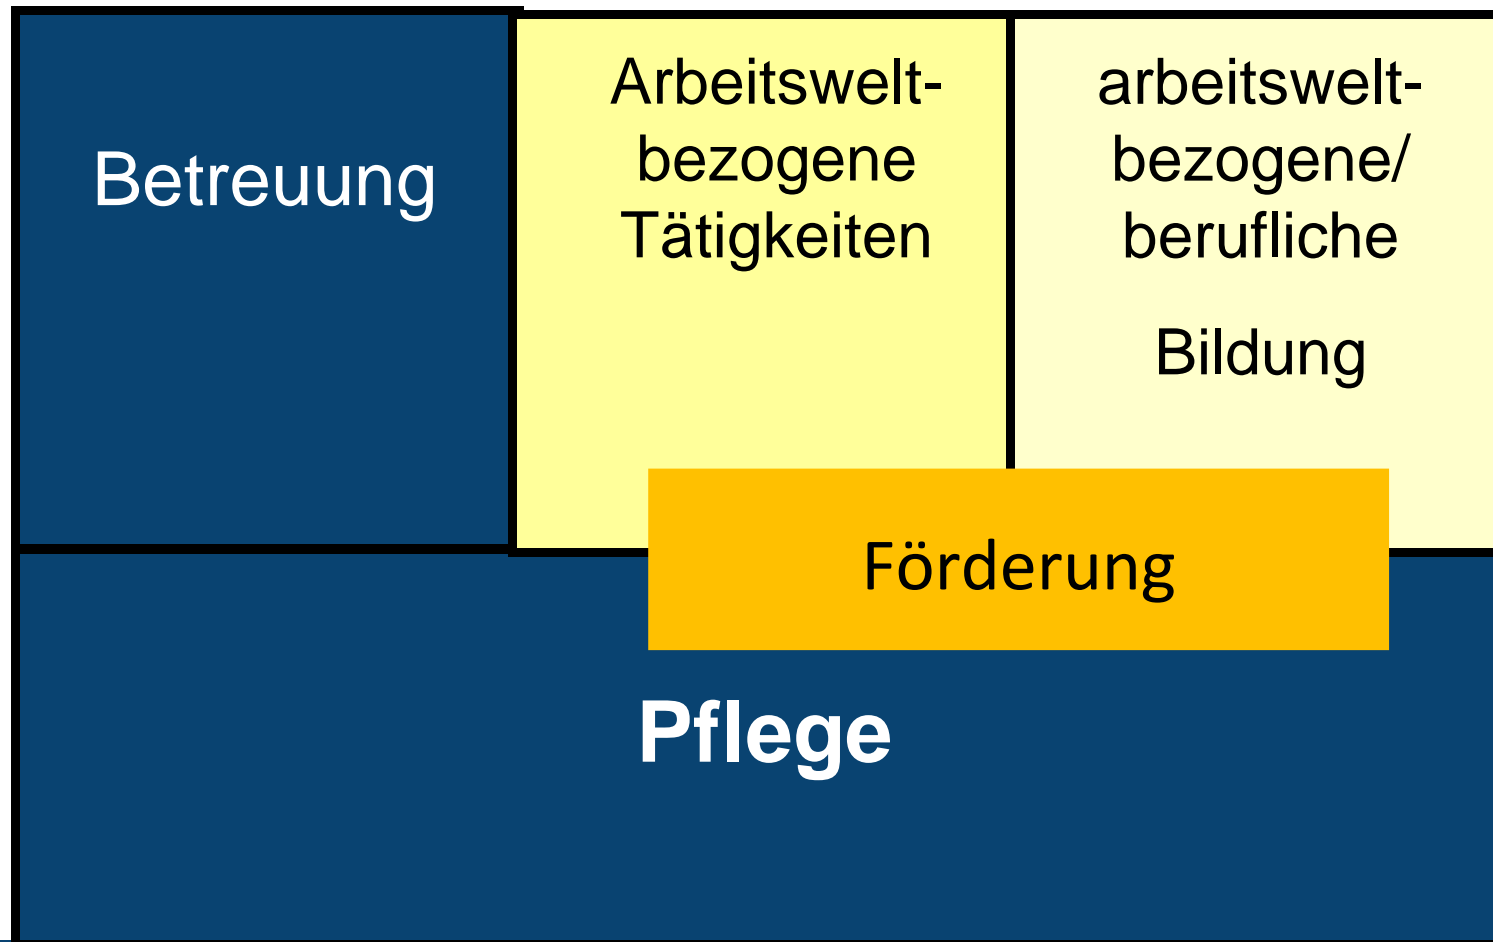 Betreuung
Arbeitswelt-
bezogene
Tätigkeiten
arbeitswelt-
bezogene/
berufliche
Bildung
Förderung
Pflege